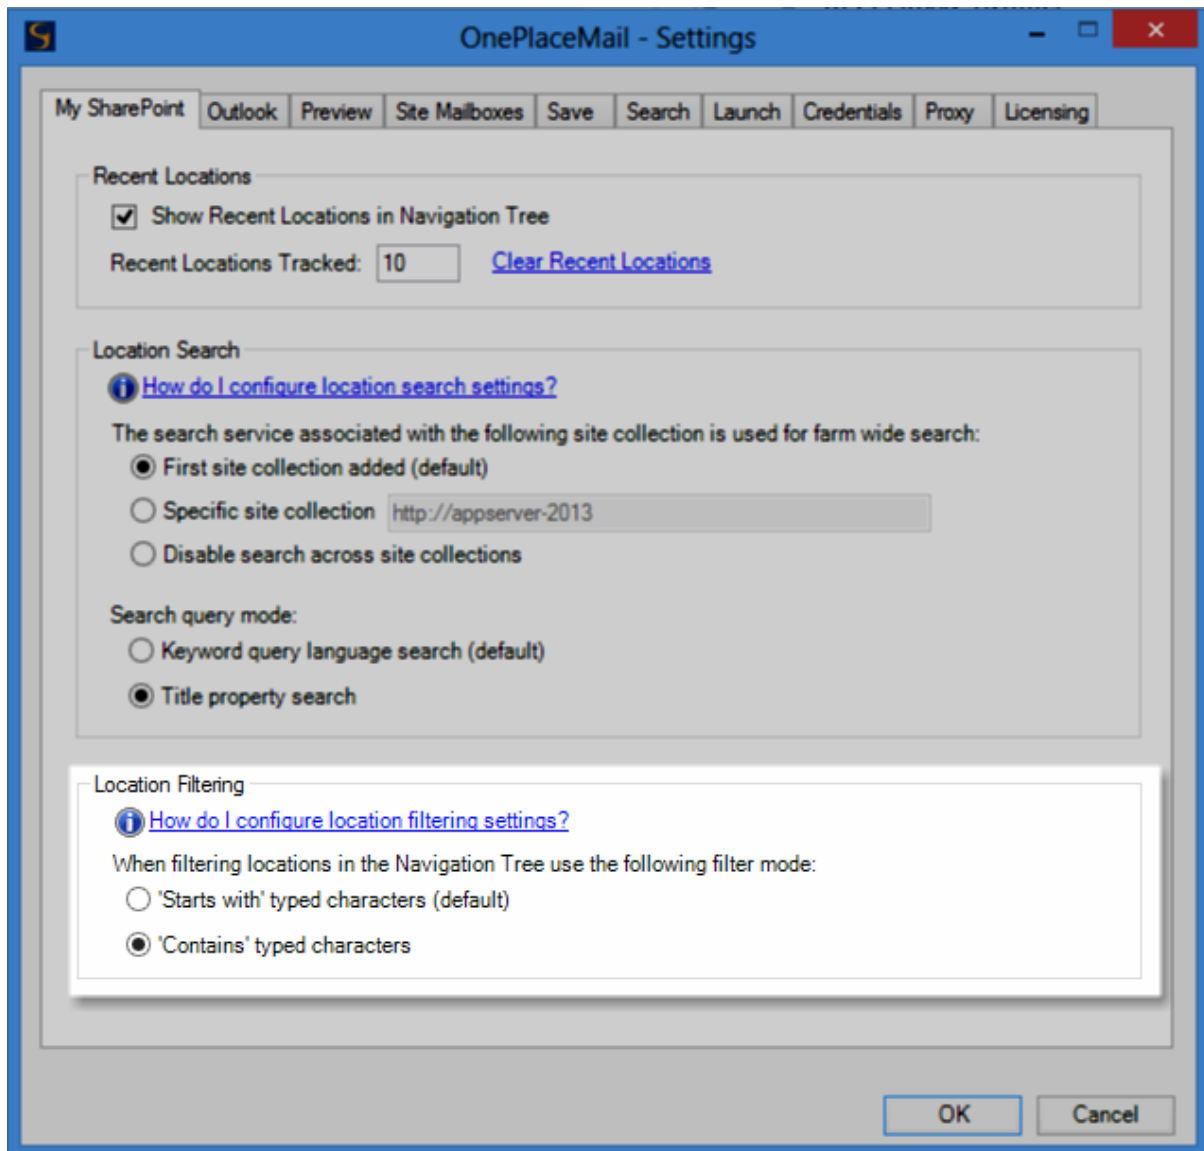 OnePlaceMail - Settings
My SharePoint Outlook Preview Site Mailboxes Save Search Launch Credentials Proxy Licensing
Recent Locations
Show Recent Locations in Navigation Tree
Recent Locations Tracked: 10 Clear Recent Locations
Location Search
How do I configure location search settings?
The search service associated with the following site collection is used for farm wide search:
First site collection added (default)
Specific site collection http://appserver-2013
Disable search across site collections
Search query mode:
Keyword query language search (default)
Title property search
Location Filtering
How do I configure location filtering settings?
When filtering locations in the Navigation Tree use the following filter mode:
'Starts with' typed characters (default)
'Contains' typed characters
OK Cancel